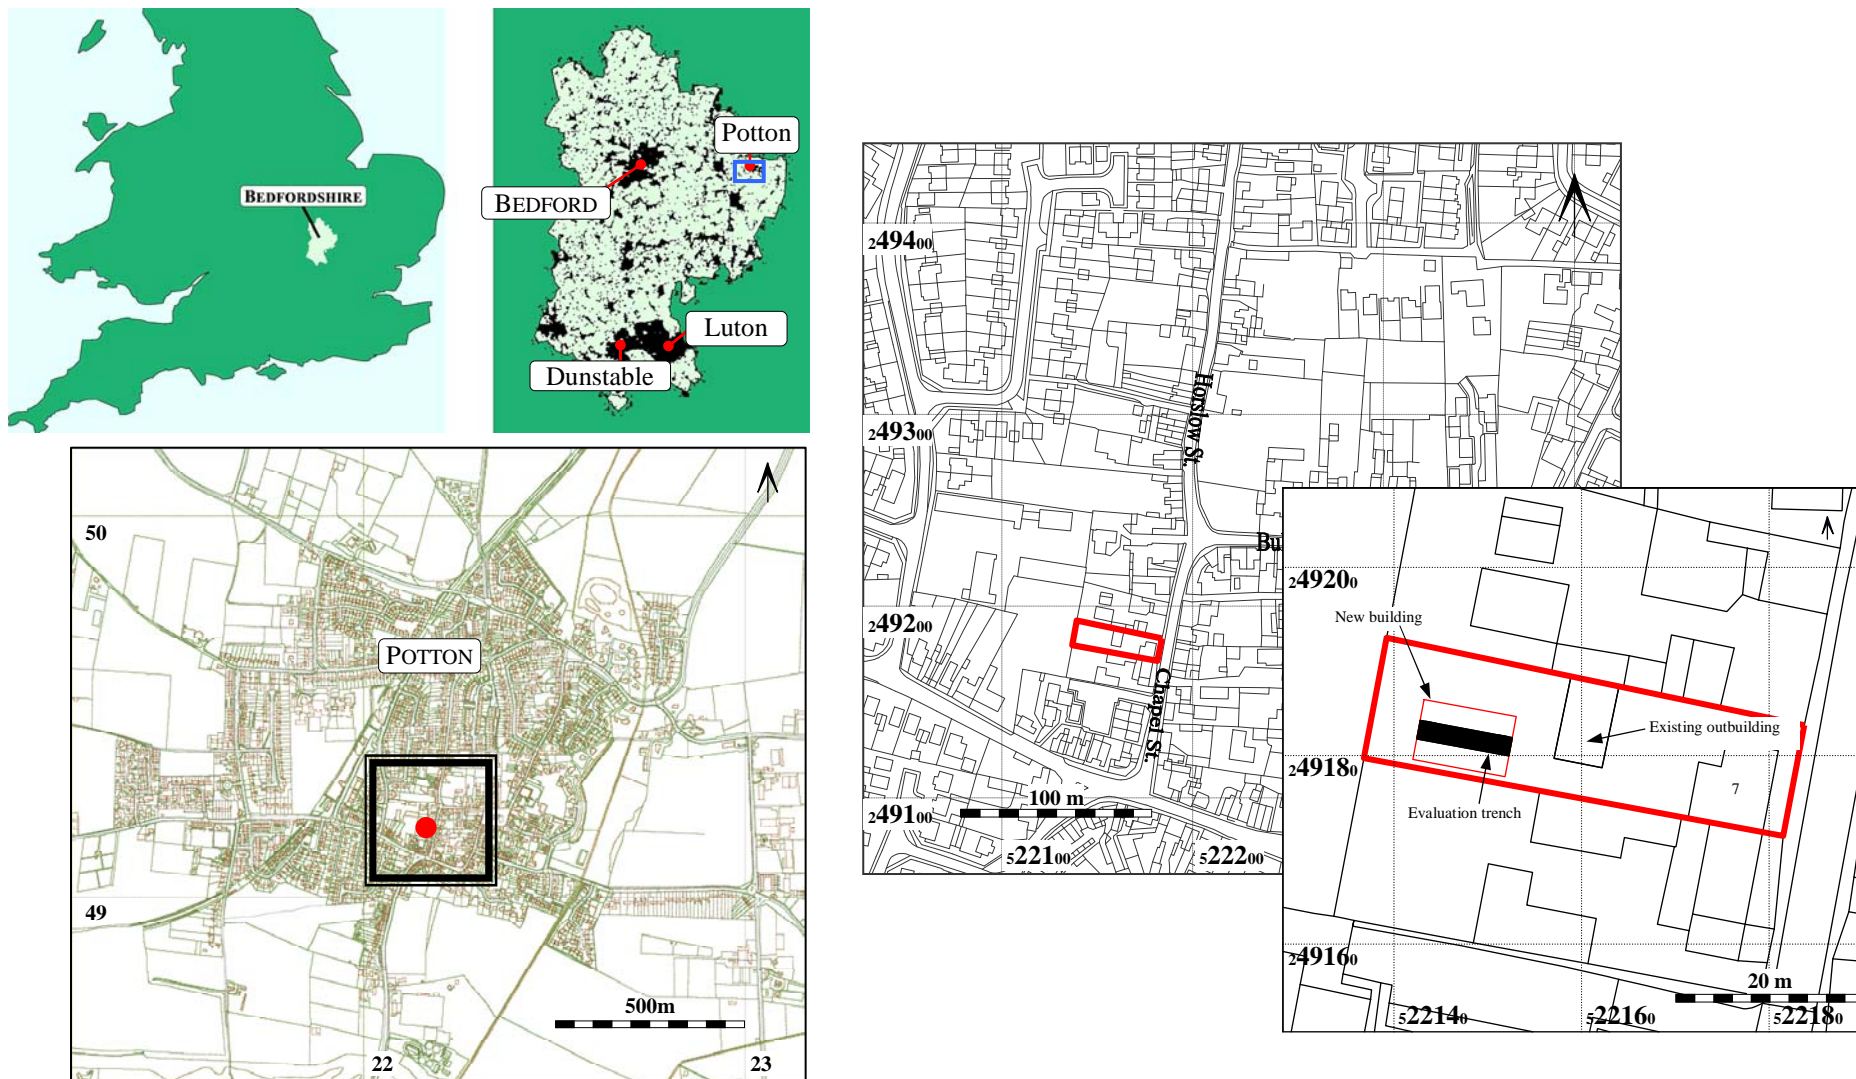 BEDFORDSHIRE
Potton
BEDFORD
Luton
Dunstable
50
POTTON
49
500m
22
23
249400
249300
249200
249100
Horslow St.
Bu
Chapel St.
100 m
522100
522200
249200
New building
Existing outbuilding
249180
7
Evaluation trench
249160
20 m
522140
522160
522180